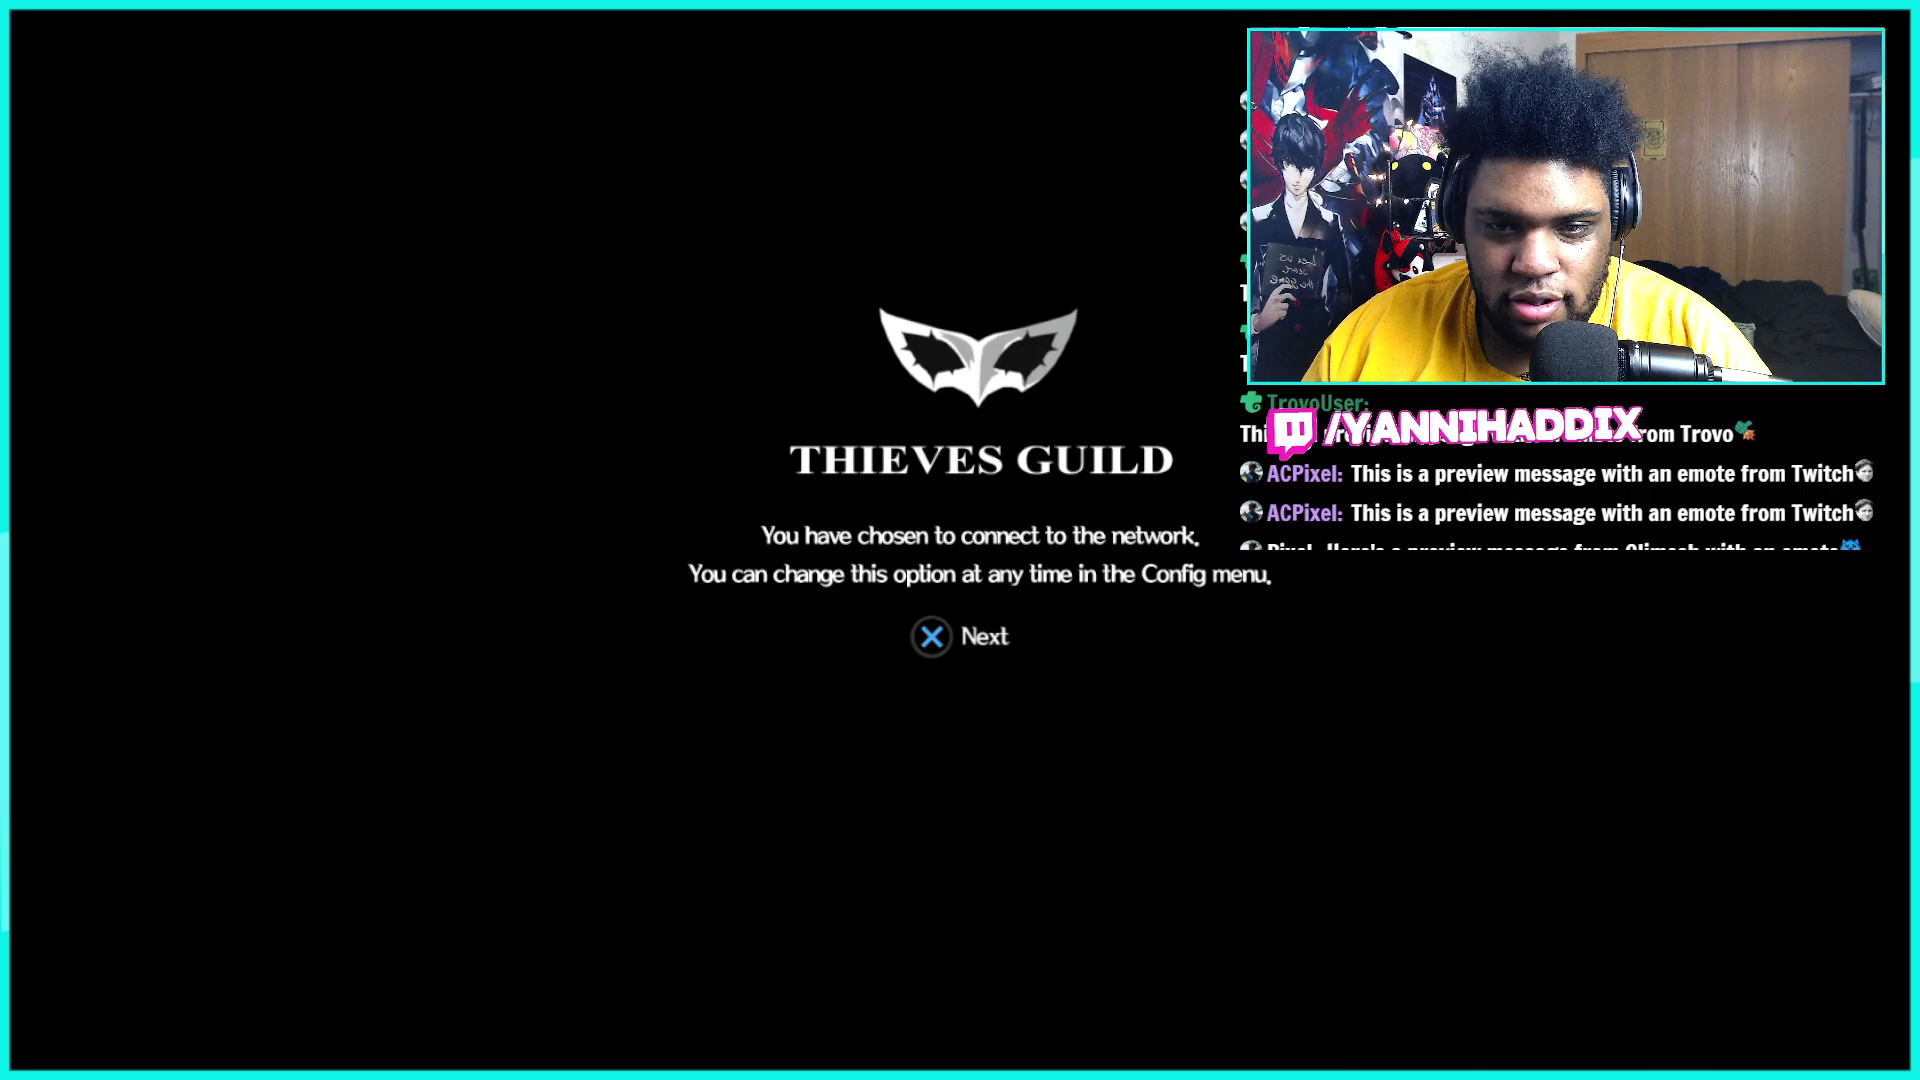 THIEVES GUILD
You have chosen to connect to the network.
You can change this option at any time in the Config menu.
Next
TrovoUser:
/YANNIHADDIX
rom Trovo
ACPixel: This is a preview message with an emote from Twitch
ACPixel: This is a preview message with an emote from Twitch